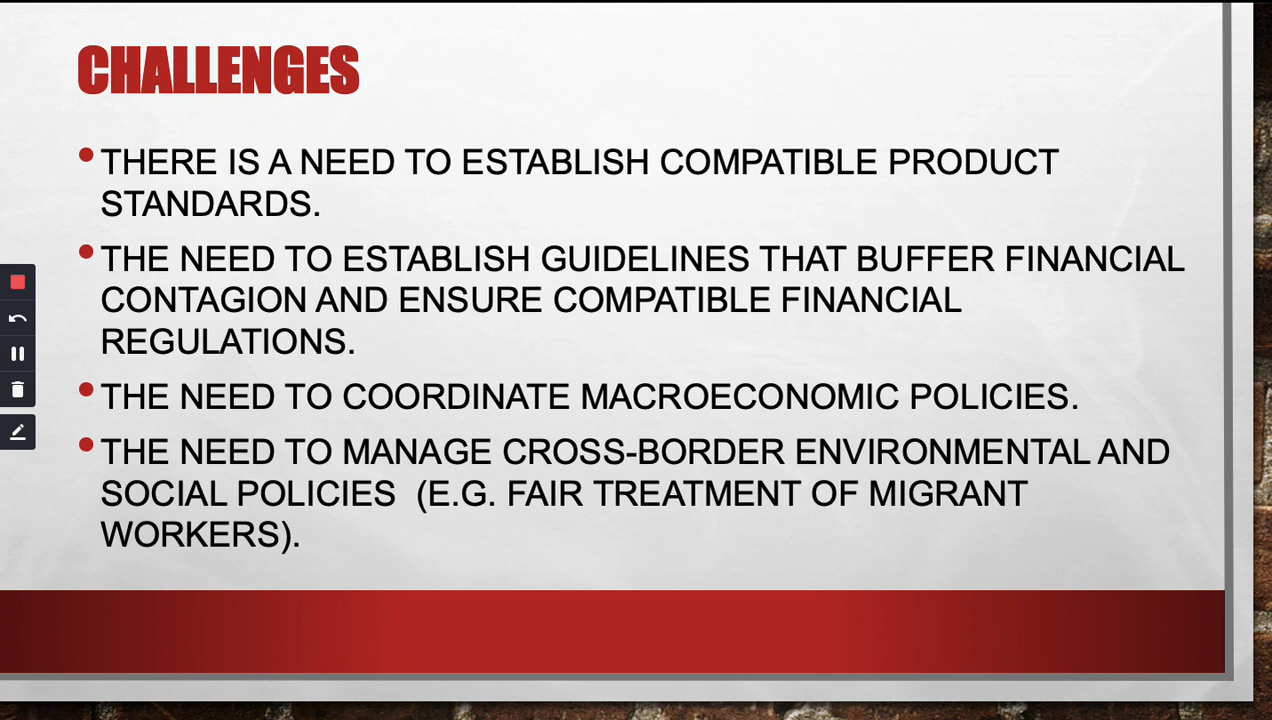 CHALLENGES
•THERE IS A NEED TO ESTABLISH COMPATIBLE PRODUCT
STANDARDS.
•THE NEED TO ESTABLISH GUIDELINES THAT BUFFER FINANCIAL
CONTAGION AND ENSURE COMPATIBLE FINANCIAL
REGULATIONS.
•THE NEED TO COORDINATE MACROECONOMIC POLICIES.
•THE NEED TO MANAGE CROSS-BORDER ENVIRONMENTAL AND
SOCIAL POLICIES  (E.G. FAIR TREATMENT OF MIGRANT
WORKERS).